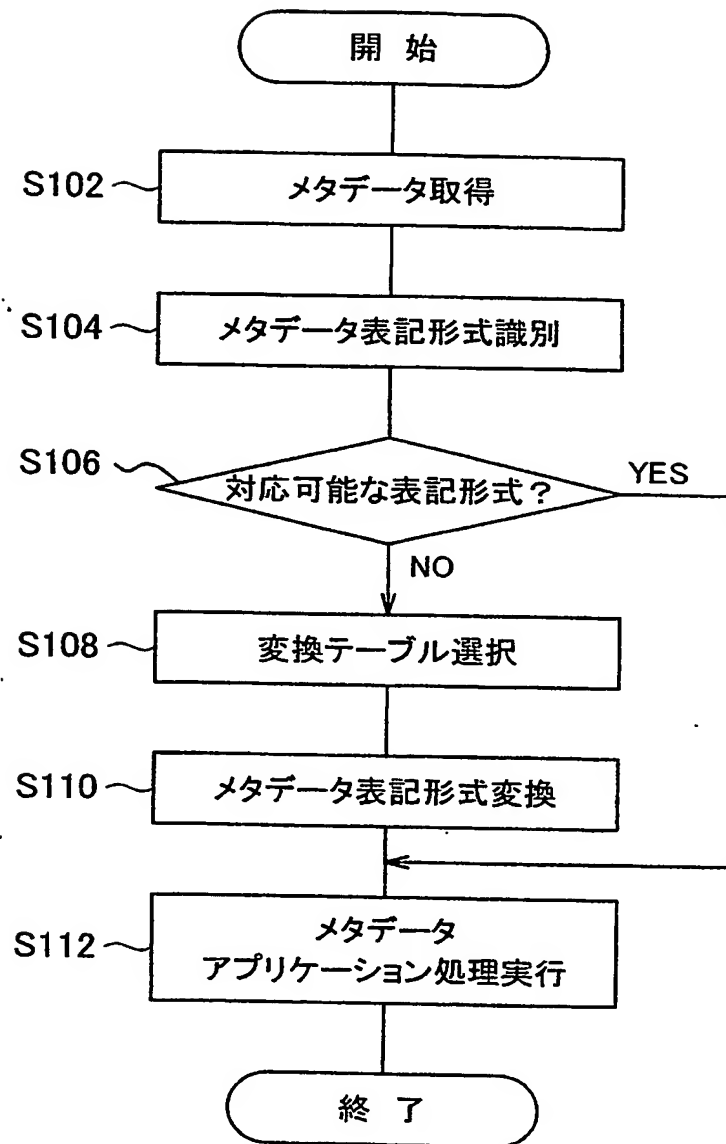 開 始
S102
メタデータ取得
S104
メタデータ表記形式識別
S106
対応可能な表記形式?
YES
NO
S108
変換テーブル選択
S110
メタデータ表記形式変換
S112
メタデータ
アプリケーション処理実行
終 了